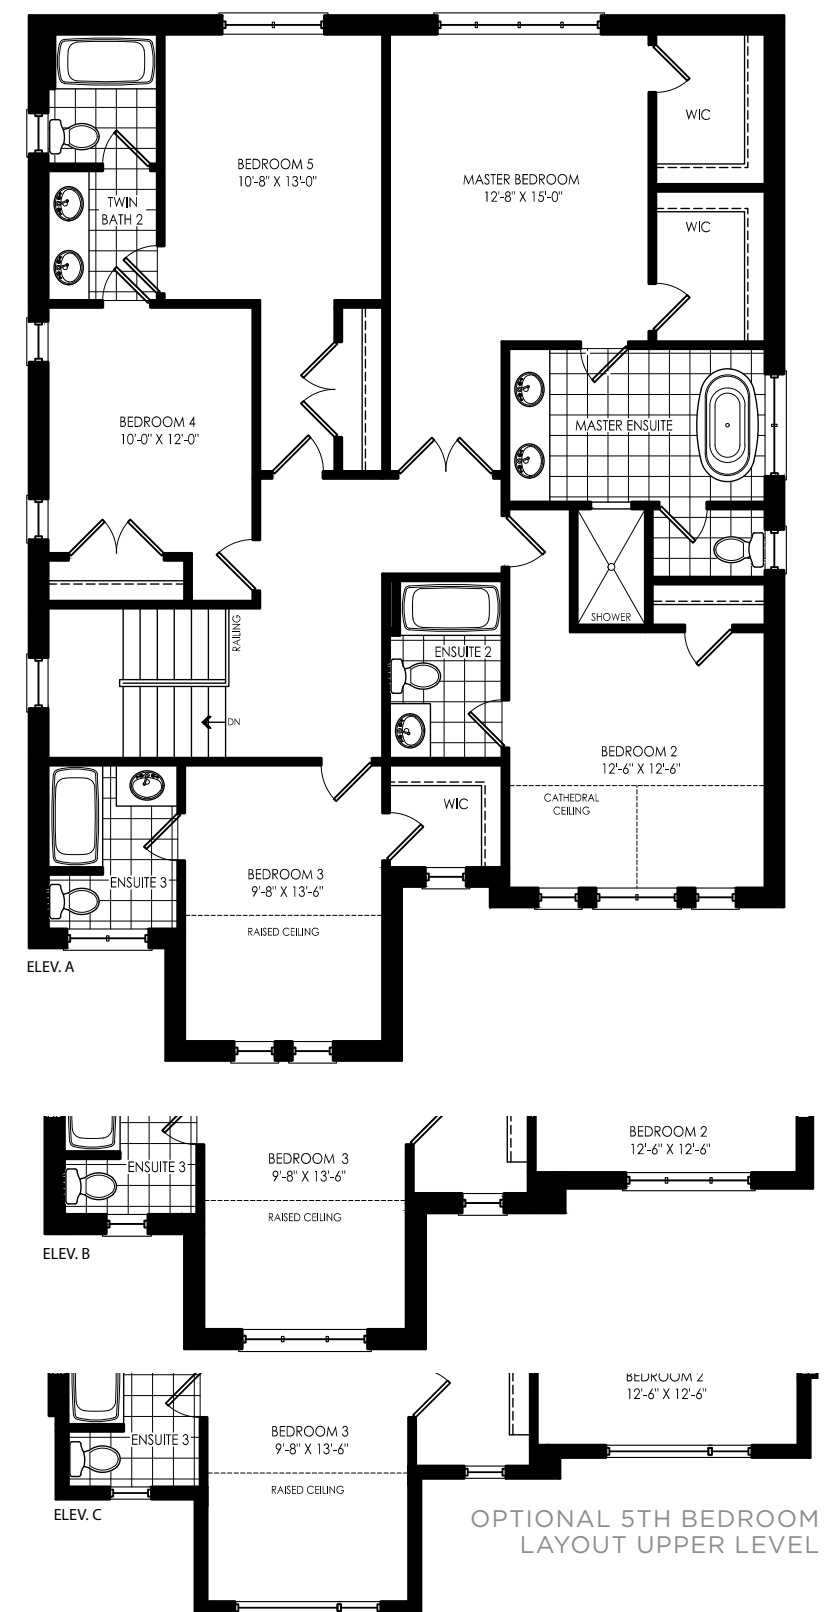 BEDROOM 5
10'-8" X 13'-0"
MASTER BEDROOM
12'-8" X 15'-0"
WIC
TWIN
BATH 2
WIC
BEDROOM 4
10'-0" X 12'-0"
MASTER ENSUITE
SHOWER
RAILING
ENSUITE 2
DN
BEDROOM 2
12'-6" X 12'-6"
CATHEDRAL
CEILING
WIC
ENSUITE 3
BEDROOM 3
9'-8" X 13'-6"
RAISED CEILING
ELEV. A
BEDROOM 2
12'-6" X 12'-6"
ENSUITE 3
BEDROOM 3
9'-8" X 13'-6"
RAISED CEILING
ELEV. B
BEDROOM 2
12'-6" X 12'-6"
ENSUITE 3
BEDROOM 3
9'-8" X 13'-6"
RAISED CEILING
ELEV. C
OPTIONAL 5TH BEDROOM
LAYOUT UPPER LEVEL